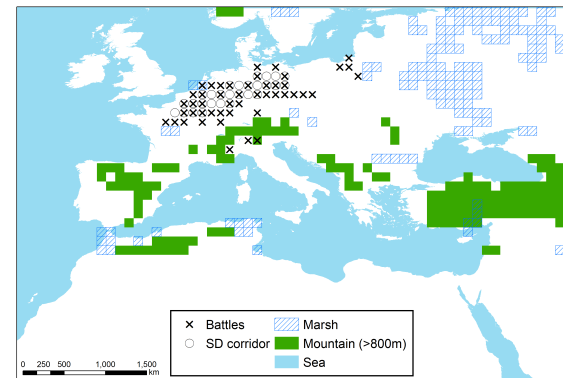 Battles
Marsh
SD corridor
Mountain (>800m)
Sea
0 250 500 1,000 1,500
km